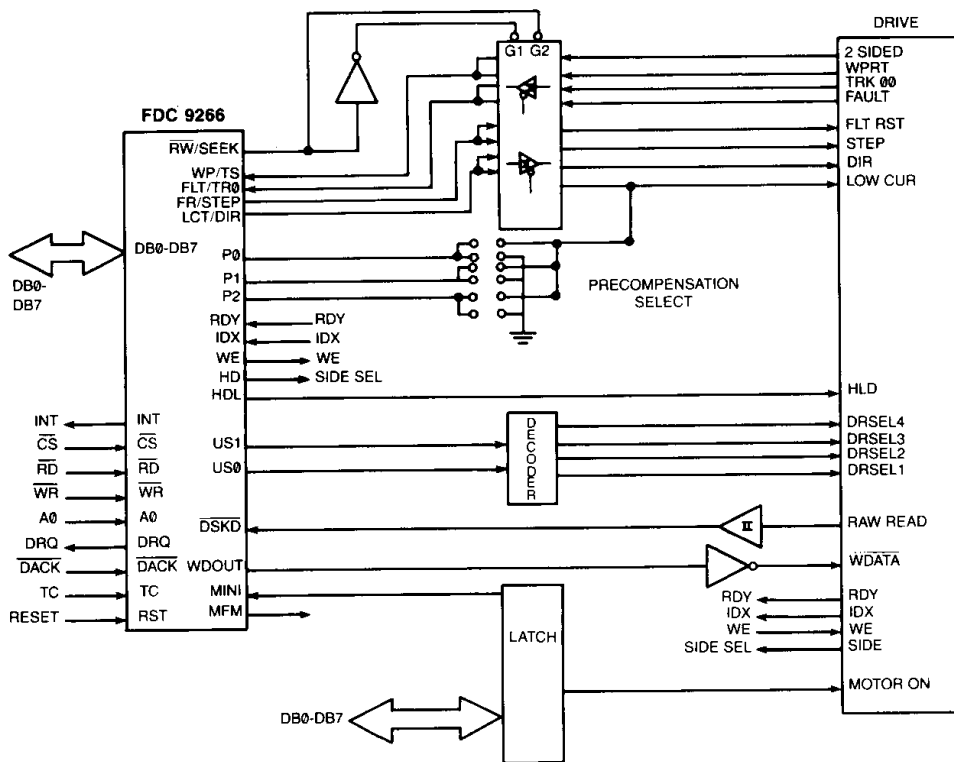 DRIVE
G1 G2
2 SIDED
WPRT
TRK 00
FAULT
FLT RST
STEP
DIR
LOW CUR
FDC 9266
RW/SEEK
WP/TS
FLT/TR0
FR/STEP
LCT/DIR
DB0-DB7
DB0-
DB7
P0
P1
P2
PRECOMPENSATION
SELECT
RDY
RDY
IDX
IDX
WE
WE
HD
SIDE SEL
HDL
HLD
INT
INT
CS
CS
RD
RD
WR
WR
A0
A0
DRQ
DRQ
DACK
DACK
TC
TC
RESET
RST
US1
US0
DECODER
DRSEL4
DRSEL3
DRSEL2
DRSEL1
DSKD
RAW READ
WDOUT
WDATA
MINI
MFM
LATCH
RDY
RDY
IDX
IDX
WE
WE
SIDE SEL
SIDE
MOTOR ON
DB0-DB7